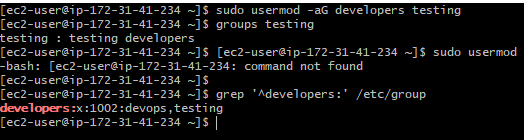 [ec2-user@ip-172-31-41-234 ~]$ sudo usermod -aG developers testing
[ec2-user@ip-172-31-41-234 ~]$ groups testing
testing : testing developers
[ec2-user@ip-172-31-41-234 ~]$ [ec2-user@ip-172-31-41-234 ~]$ sudo usermod
-bash: [ec2-user@ip-172-31-41-234: command not found
[ec2-user@ip-172-31-41-234 ~]$
[ec2-user@ip-172-31-41-234 ~]$ grep '^developers:' /etc/group
developers:x:1002:devops,testing
[ec2-user@ip-172-31-41-234 ~]$